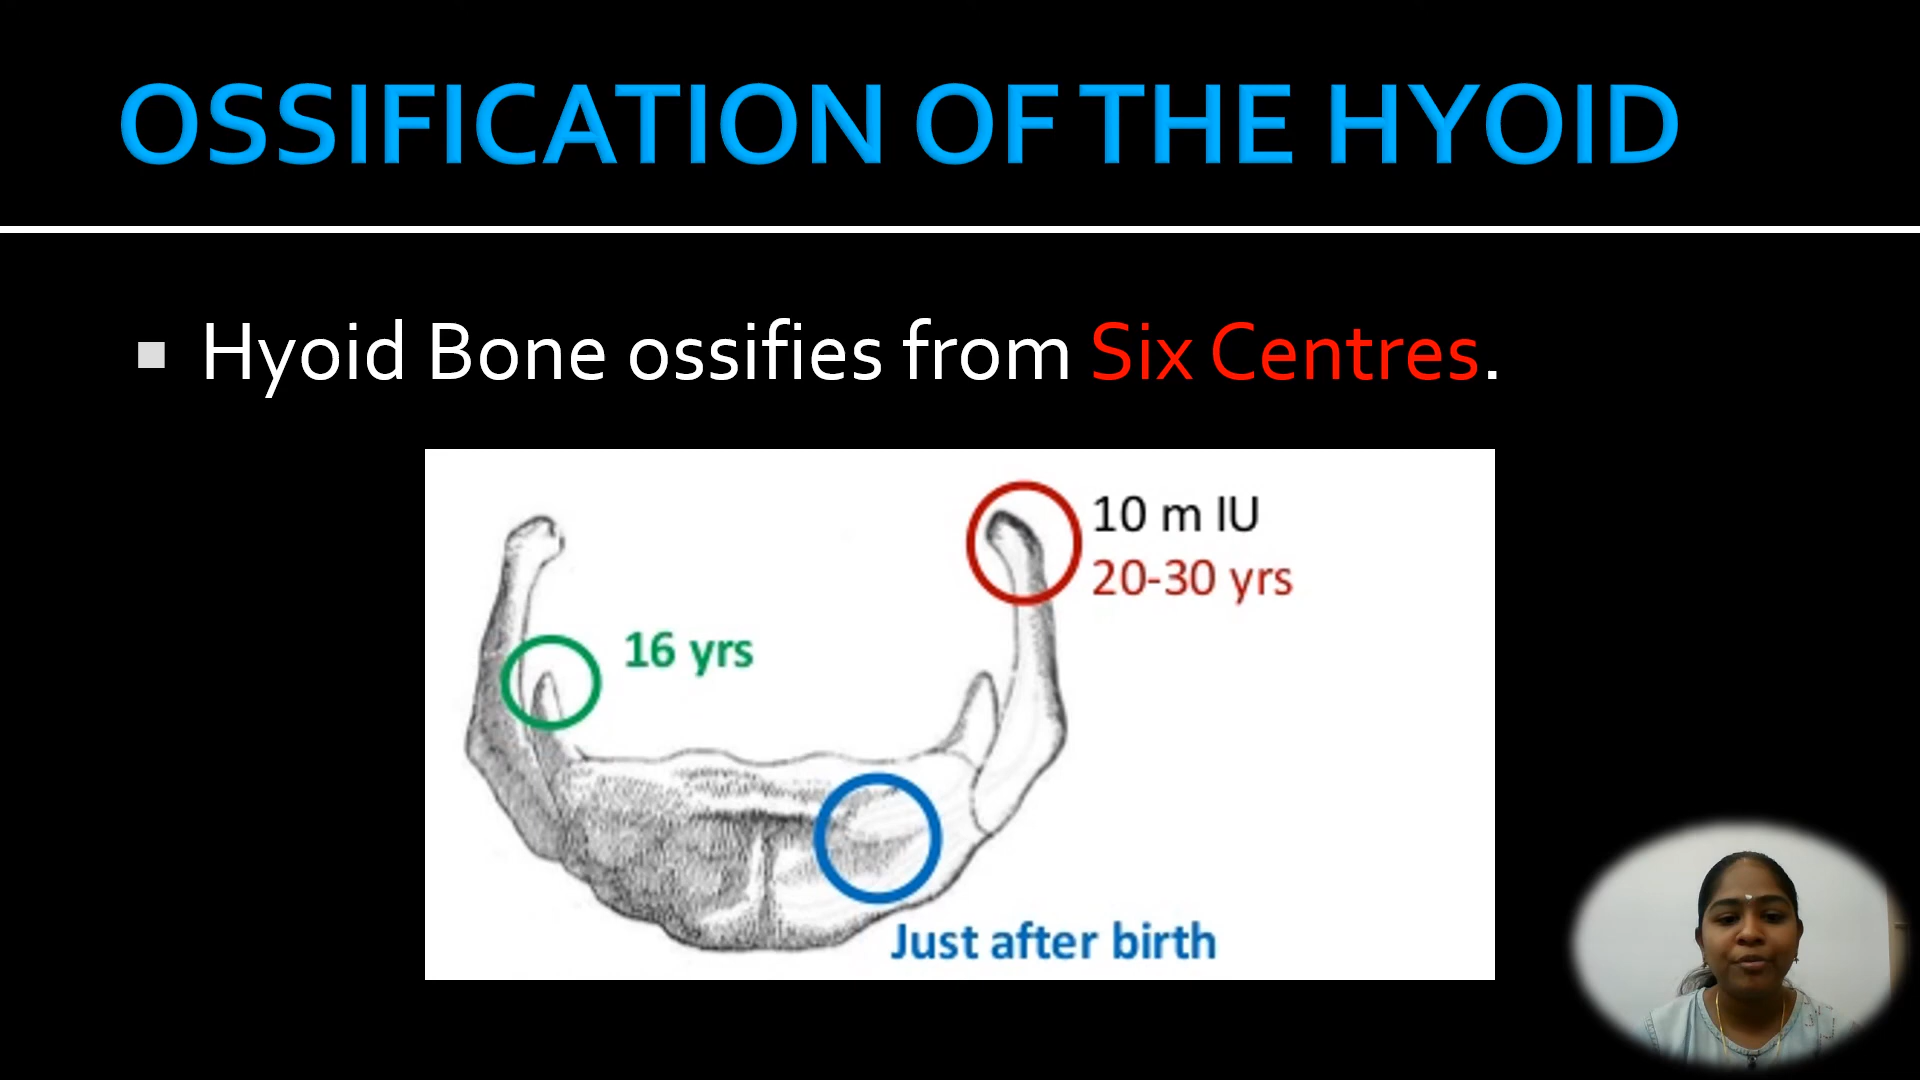 OSSIFICATION OF THE HYOID
Hyoid Bone ossifies from Six Centres.
10 m IU
20-30 yrs
16 yrs
Just after birth